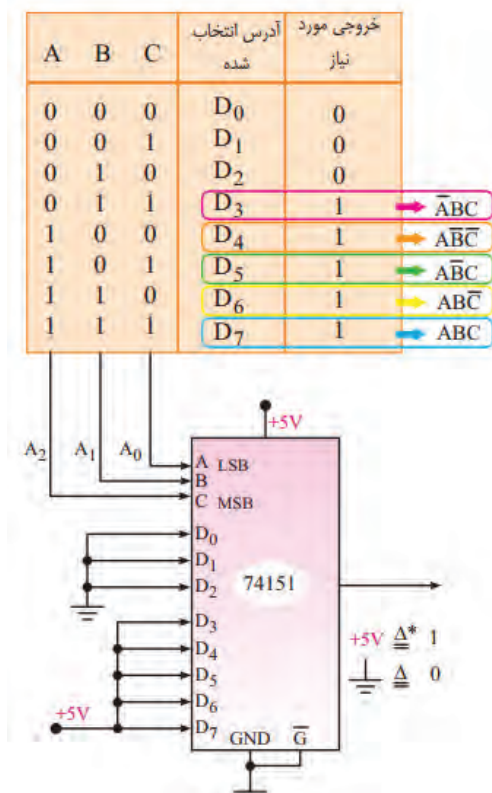 A B C آدرس انتخاب شده خروجی مورد نیاز
0 0 0 D0 0
0 0 1 D1 0
0 1 0 D2 0
0 1 1 D3 1 A̅BC
1 0 0 D4 1 AB̅C̅
1 0 1 D5 1 AB̅C
1 1 0 D6 1 ABC̅
1 1 1 D7 1 ABC
+5V
A2 A1 A0
A LSB
B
C MSB
D0
D1
D2
74151
D3
+5V ≙* 1
D4
≙ 0
D5
D6
+5V
D7
GND G̅